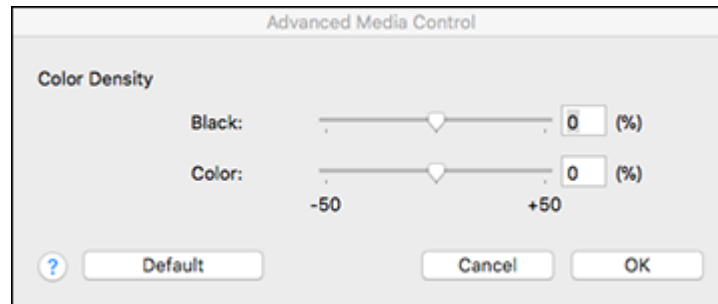 Advanced Media Control
Color Density
Black: 0 (%)
Color: 0 (%)
-50 +50
? Default Cancel OK